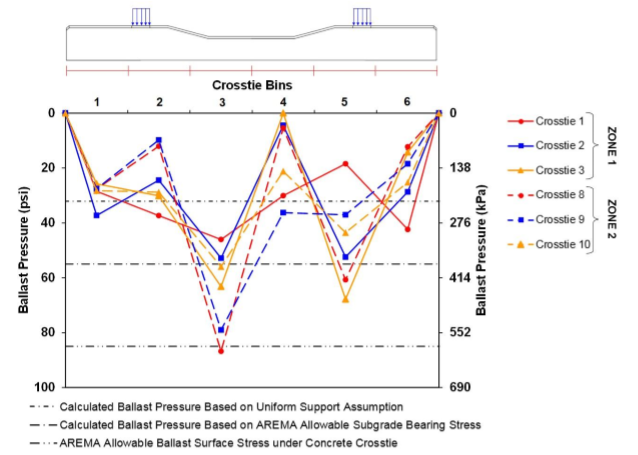 Crosstie Bins
1 2 3 4 5 6
0 0
20 138
40 276
60 414
80 552
100 690
Ballast Pressure (psi)
Ballast Pressure (kPa)
Crosstie 1
Crosstie 2
Crosstie 3
ZONE 1
Crosstie 8
Crosstie 9
Crosstie 10
ZONE 2
Calculated Ballast Pressure Based on Uniform Support Assumption
Calculated Ballast Pressure Based on AREMA Allowable Subgrade Bearing Stress
AREMA Allowable Ballast Surface Stress under Concrete Crosstie